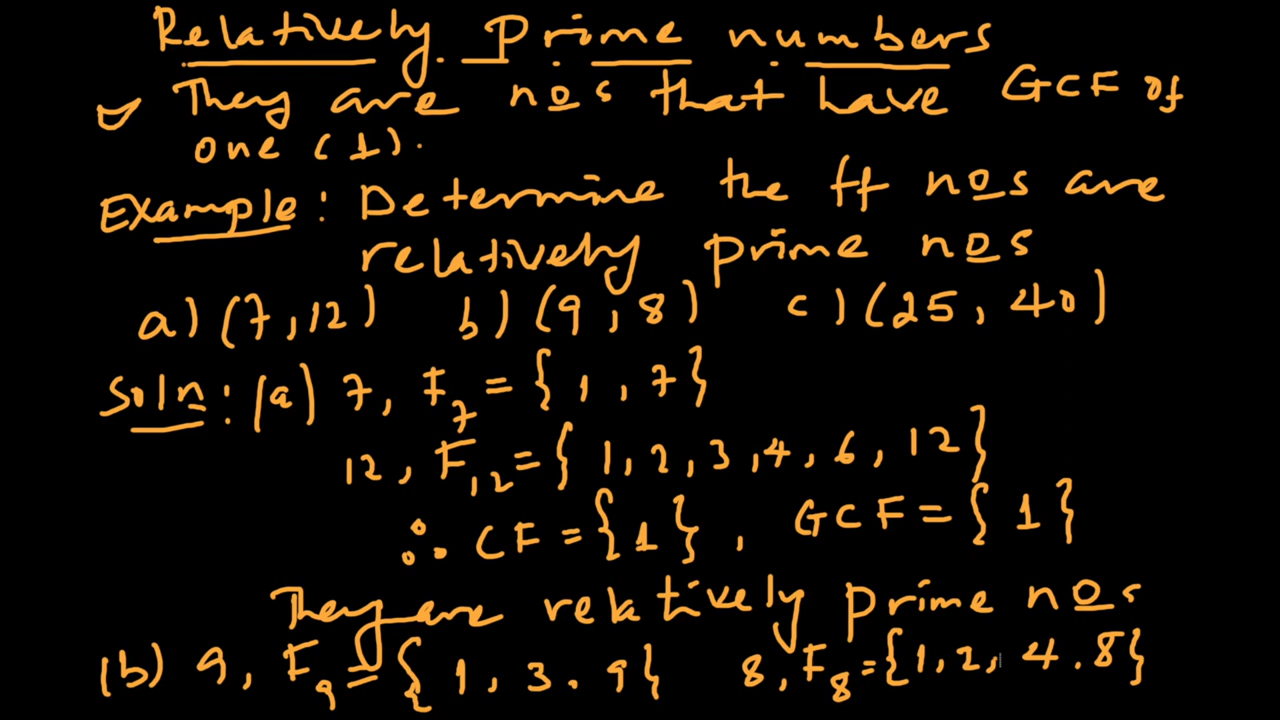 Relatively Prime numbers
They are nos that have GCF of
one (1).
Example: Determine the ff nos are
relatively prime nos
a) (7,12) b) (9,8) c) (25, 40)
Soln: (a) 7, F7 = {1, 7}
12, F12 = {1, 2, 3, 4, 6, 12}
∴ CF = {1}, GCF = {1}
They are relatively prime nos
(b) 9, F9 = {1, 3. 9} 8, F8 = {1, 2, 4. 8}